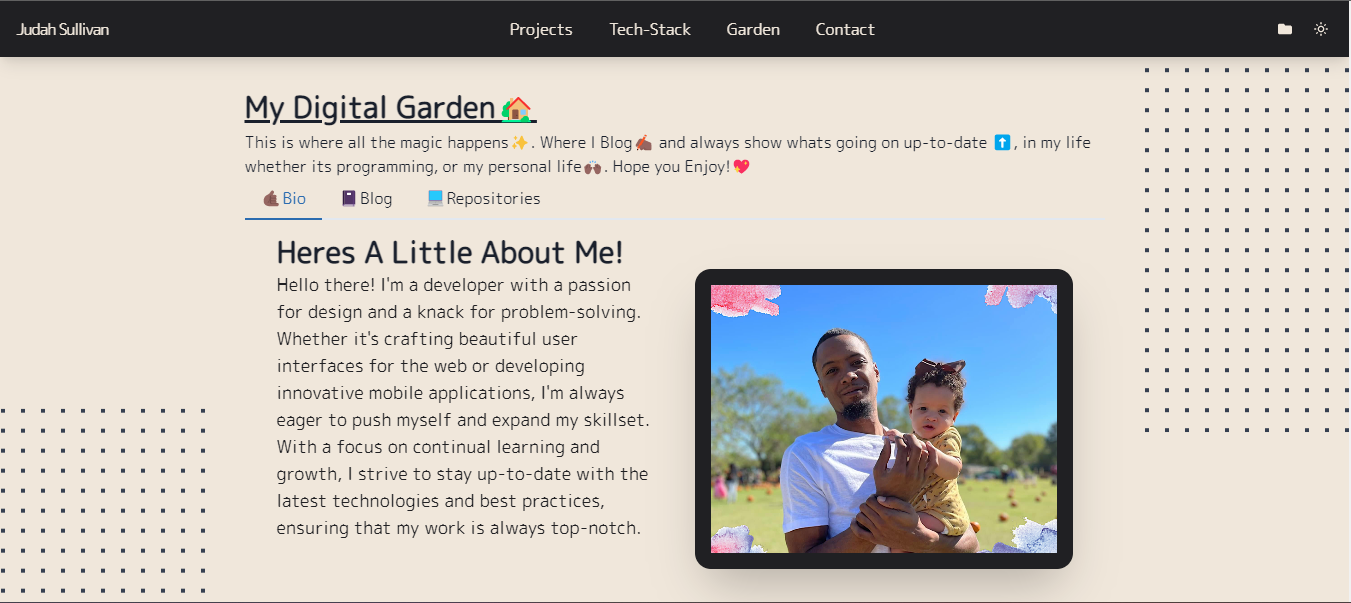 Judah Sullivan
Projects Tech-Stack Garden Contact
My Digital Garden🏡
This is where all the magic happens✨. Where I Blog✍🏾 and always show whats going on up-to-date ⬆️, in my life
whether its programming, or my personal life🙌🏾. Hope you Enjoy!💖
🤙🏾Bio 📓Blog 💻Repositories
Heres A Little About Me!
Hello there! I'm a developer with a passion
for design and a knack for problem-solving.
Whether it's crafting beautiful user
interfaces for the web or developing
innovative mobile applications, I'm always
eager to push myself and expand my skillset.
With a focus on continual learning and
growth, I strive to stay up-to-date with the
latest technologies and best practices,
ensuring that my work is always top-notch.